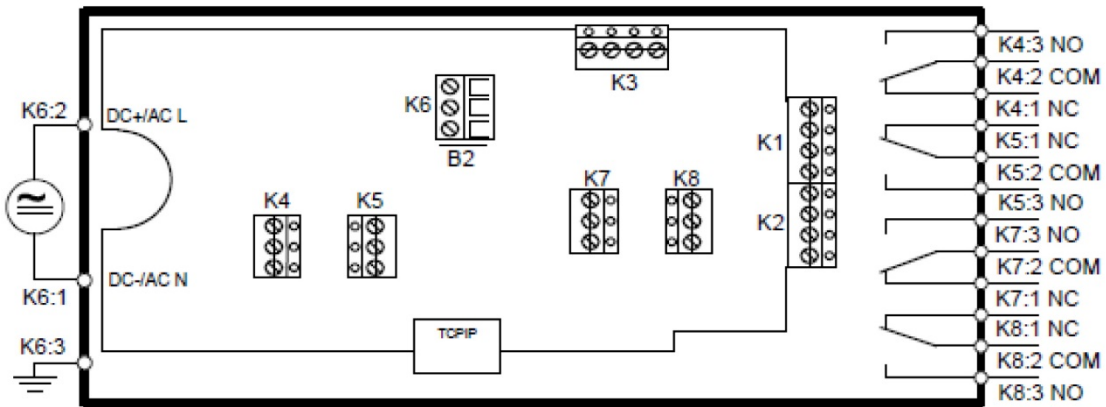 K6:2
DC+/AC L
K6:1
DC-/AC N
K6:3
K6
B2
K3
K4
K5
K7
K8
K1
K2
TCPIP
K4:3 NO
K4:2 COM
K4:1 NC
K5:1 NC
K5:2 COM
K5:3 NO
K7:3 NO
K7:2 COM
K7:1 NC
K8:1 NC
K8:2 COM
K8:3 NO